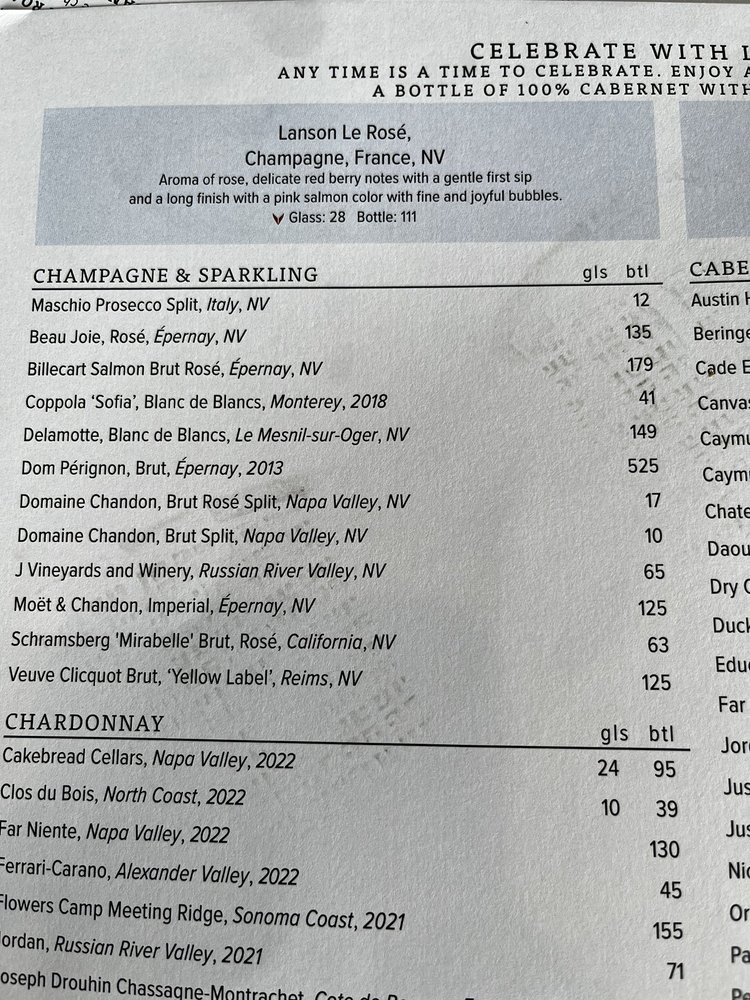 CELEBRATE WITH
ANY TIME IS A TIME TO CELEBRATE. ENJOY
A BOTTLE OF 100% CABERNET WITH
Lanson Le Rosé,
Champagne, France, NV
Aroma of rose, delicate red berry notes with a gentle first sip
and a long finish with a pink salmon color with fine and joyful bubbles.
Glass: 28 Bottle: 111
CHAMPAGNE & SPARKLING gls btl
Maschio Prosecco Split, Italy, NV 12
Beau Joie, Rosé, Épernay, NV 135
Billecart Salmon Brut Rosé, Épernay, NV 179
Coppola ‘Sofia’, Blanc de Blancs, Monterey, 2018 41
Delamotte, Blanc de Blancs, Le Mesnil-sur-Oger, NV 149
Dom Pérignon, Brut, Épernay, 2013 525
Domaine Chandon, Brut Rosé Split, Napa Valley, NV 17
Domaine Chandon, Brut Split, Napa Valley, NV 10
J Vineyards and Winery, Russian River Valley, NV 65
Moët & Chandon, Imperial, Épernay, NV 125
Schramsberg 'Mirabelle' Brut, Rosé, California, NV 63
Veuve Clicquot Brut, ‘Yellow Label’, Reims, NV 125
CHARDONNAY gls btl
Cakebread Cellars, Napa Valley, 2022 24 95
Clos du Bois, North Coast, 2022 10 39
Far Niente, Napa Valley, 2022 130
Ferrari-Carano, Alexander Valley, 2022 45
Flowers Camp Meeting Ridge, Sonoma Coast, 2021 155
Jordan, Russian River Valley, 2021 71
Joseph Drouhin Chassagne-Montrachet,
CABE
Austin
Beringe
Cade E
Canvas
Caymu
Caym
Chate
Daou
Dry
Duck
Edu
Far
Jor
Jus
Jus
Ni
Or
Pa